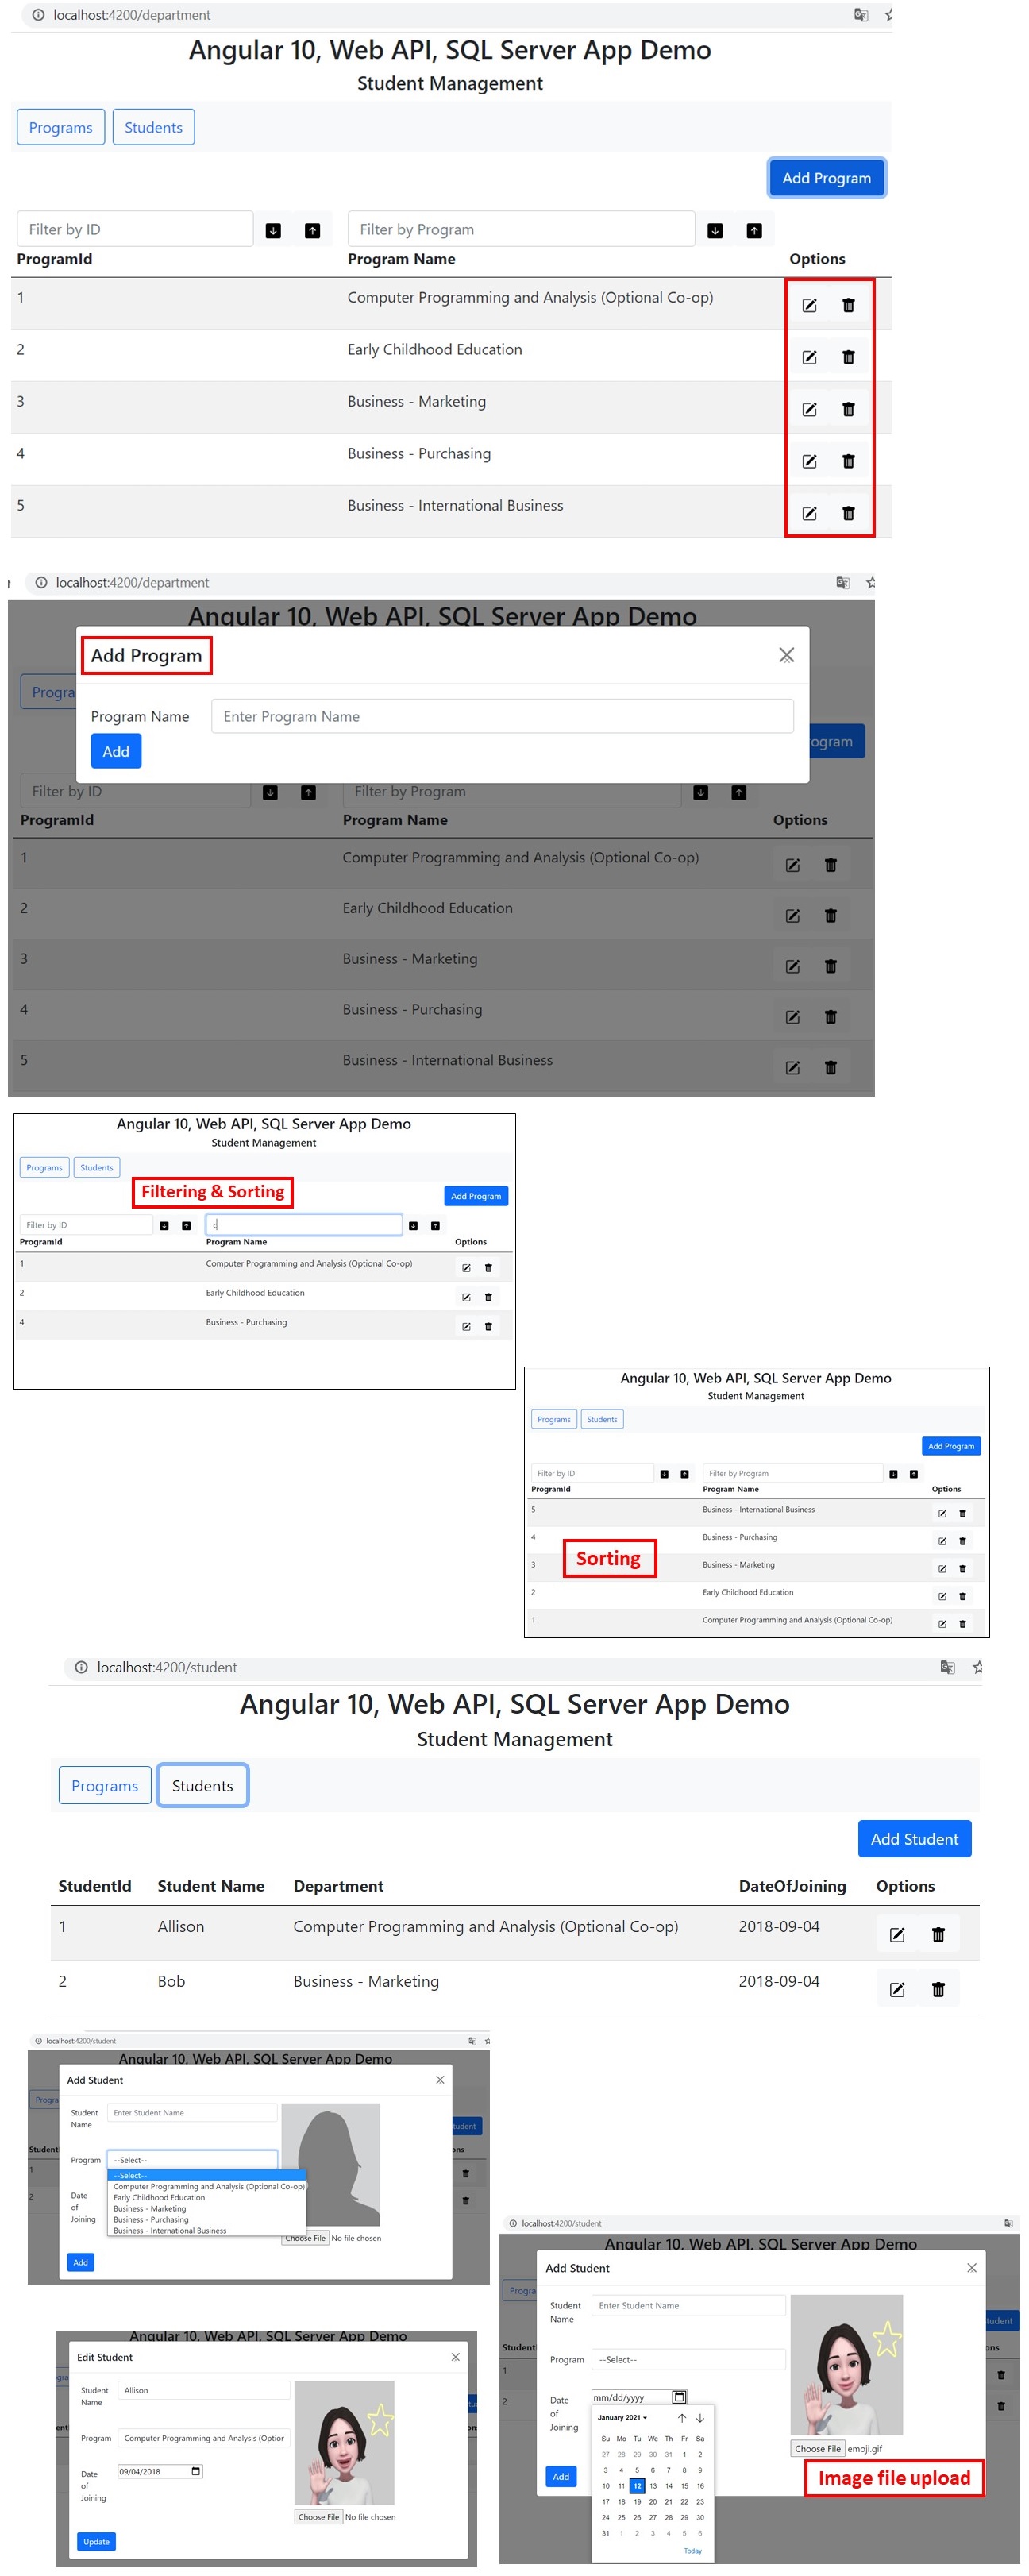 localhost:4200/department
Angular 10, Web API, SQL Server App Demo
Student Management
Programs Students
Add Program
Filter by ID Filter by Program
ProgramId Program Name Options
1 Computer Programming and Analysis (Optional Co-op)
2 Early Childhood Education
3 Business - Marketing
4 Business - Purchasing
5 Business - International Business
localhost:4200/department
Angular 10, Web API, SQL Server App Demo
Add Program
Progra
Program Name Enter Program Name
Add
ogram
Filter by ID Filter by Program
ProgramId Program Name Options
1 Computer Programming and Analysis (Optional Co-op)
2 Early Childhood Education
3 Business - Marketing
4 Business - Purchasing
5 Business - International Business
Angular 10, Web API, SQL Server App Demo
Student Management
Programs Students
Filtering & Sorting
Add Program
Filter by ID c
ProgramId Program Name Options
1 Computer Programming and Analysis (Optional Co-op)
2 Early Childhood Education
4 Business - Purchasing
Angular 10, Web API, SQL Server App Demo
Student Management
Programs Students
Add Program
Filter by ID Filter by Program
ProgramId Program Name Options
5 Business - International Business
4 Business - Purchasing
Sorting
3 Business - Marketing
2 Early Childhood Education
1 Computer Programming and Analysis (Optional Co-op)
localhost:4200/student
Angular 10, Web API, SQL Server App Demo
Student Management
Programs Students
Add Student
StudentId Student Name Department DateOfJoining Options
1 Allison Computer Programming and Analysis (Optional Co-op) 2018-09-04
2 Bob Business - Marketing 2018-09-04
localhost:4200/student
Angular 10, Web API, SQL Server App Demo
Add Student
Progra
Student Name Enter Student Name
tudent
Student ons
Program --Select--
1
--Select--
Computer Programming and Analysis (Optional Co-op)
2
Early Childhood Education
Date of Joining
Business - Marketing
Business - Purchasing
Business - International Business
Choose File No file chosen
Add
localhost:4200/student
Angular 10, Web API, SQL Server App Demo
Add Student
Progra
Student Name Enter Student Name
tudent
Student ons
Program --Select--
1
2
Date of Joining mm/dd/yyyy
January 2021
Su Mo Tu We Th Fr Sa
27 28 29 30 31 1 2
3 4 5 6 7 8 9
10 11 12 13 14 15 16
17 18 19 20 21 22 23
24 25 26 27 28 29 30
31 1 2 3 4 5 6
Today
Choose File emoji.gif
Add
Image file upload
Angular 10, Web API, SQL Server App Demo
Edit Student
Student Name Allison
Program Computer Programming and Analysis (Option
Date of Joining 09/04/2018
Choose File No file chosen
Update